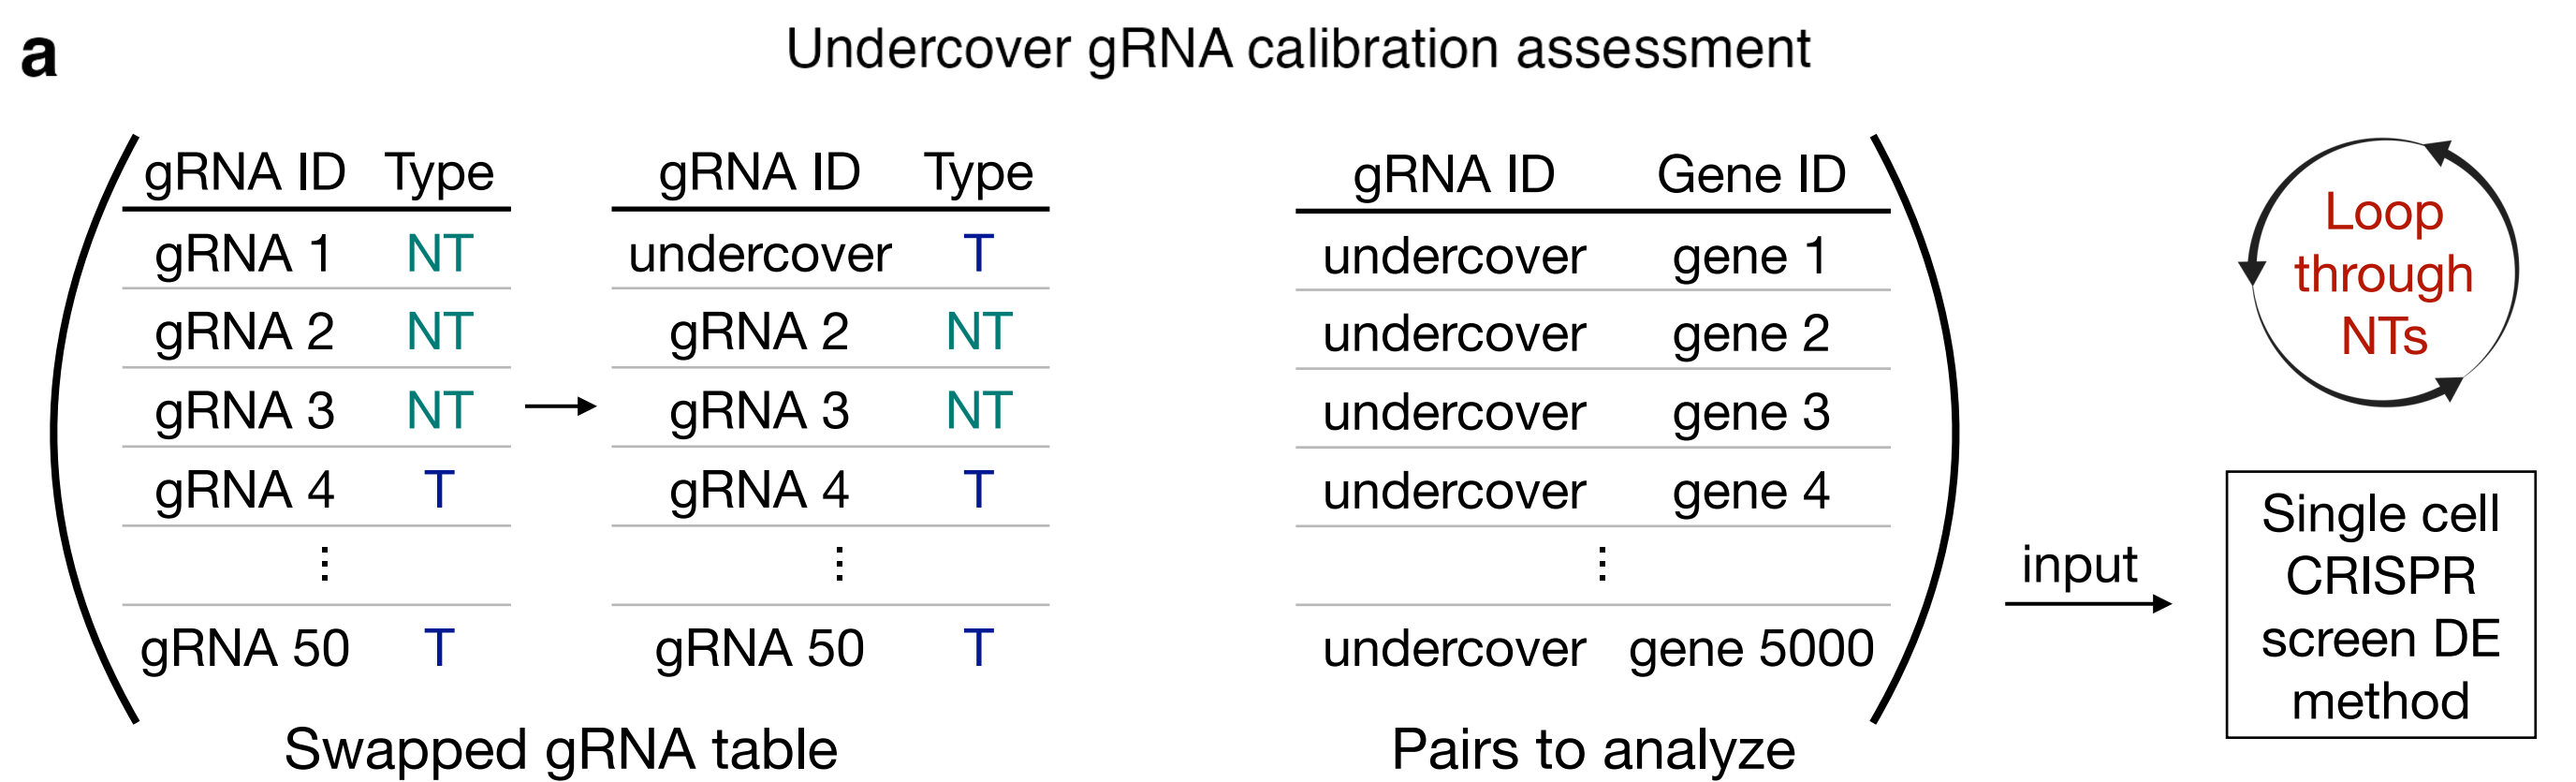 a
Undercover gRNA calibration assessment
gRNA ID Type
gRNA 1 NT
gRNA 2 NT
gRNA 3 NT
gRNA 4 T
⋮
gRNA 50 T
gRNA ID Type
undercover T
gRNA 2 NT
gRNA 3 NT
gRNA 4 T
⋮
gRNA 50 T
Swapped gRNA table
gRNA ID Gene ID
undercover gene 1
undercover gene 2
undercover gene 3
undercover gene 4
⋮
undercover gene 5000
Pairs to analyze
input
Loop
through
NTs
Single cell
CRISPR
screen DE
method